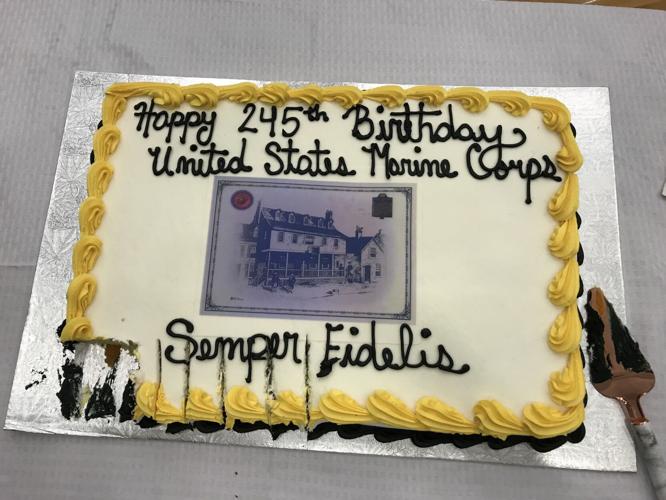 Happy 245th Birthday
United States Marine Corps
Semper Fidelis